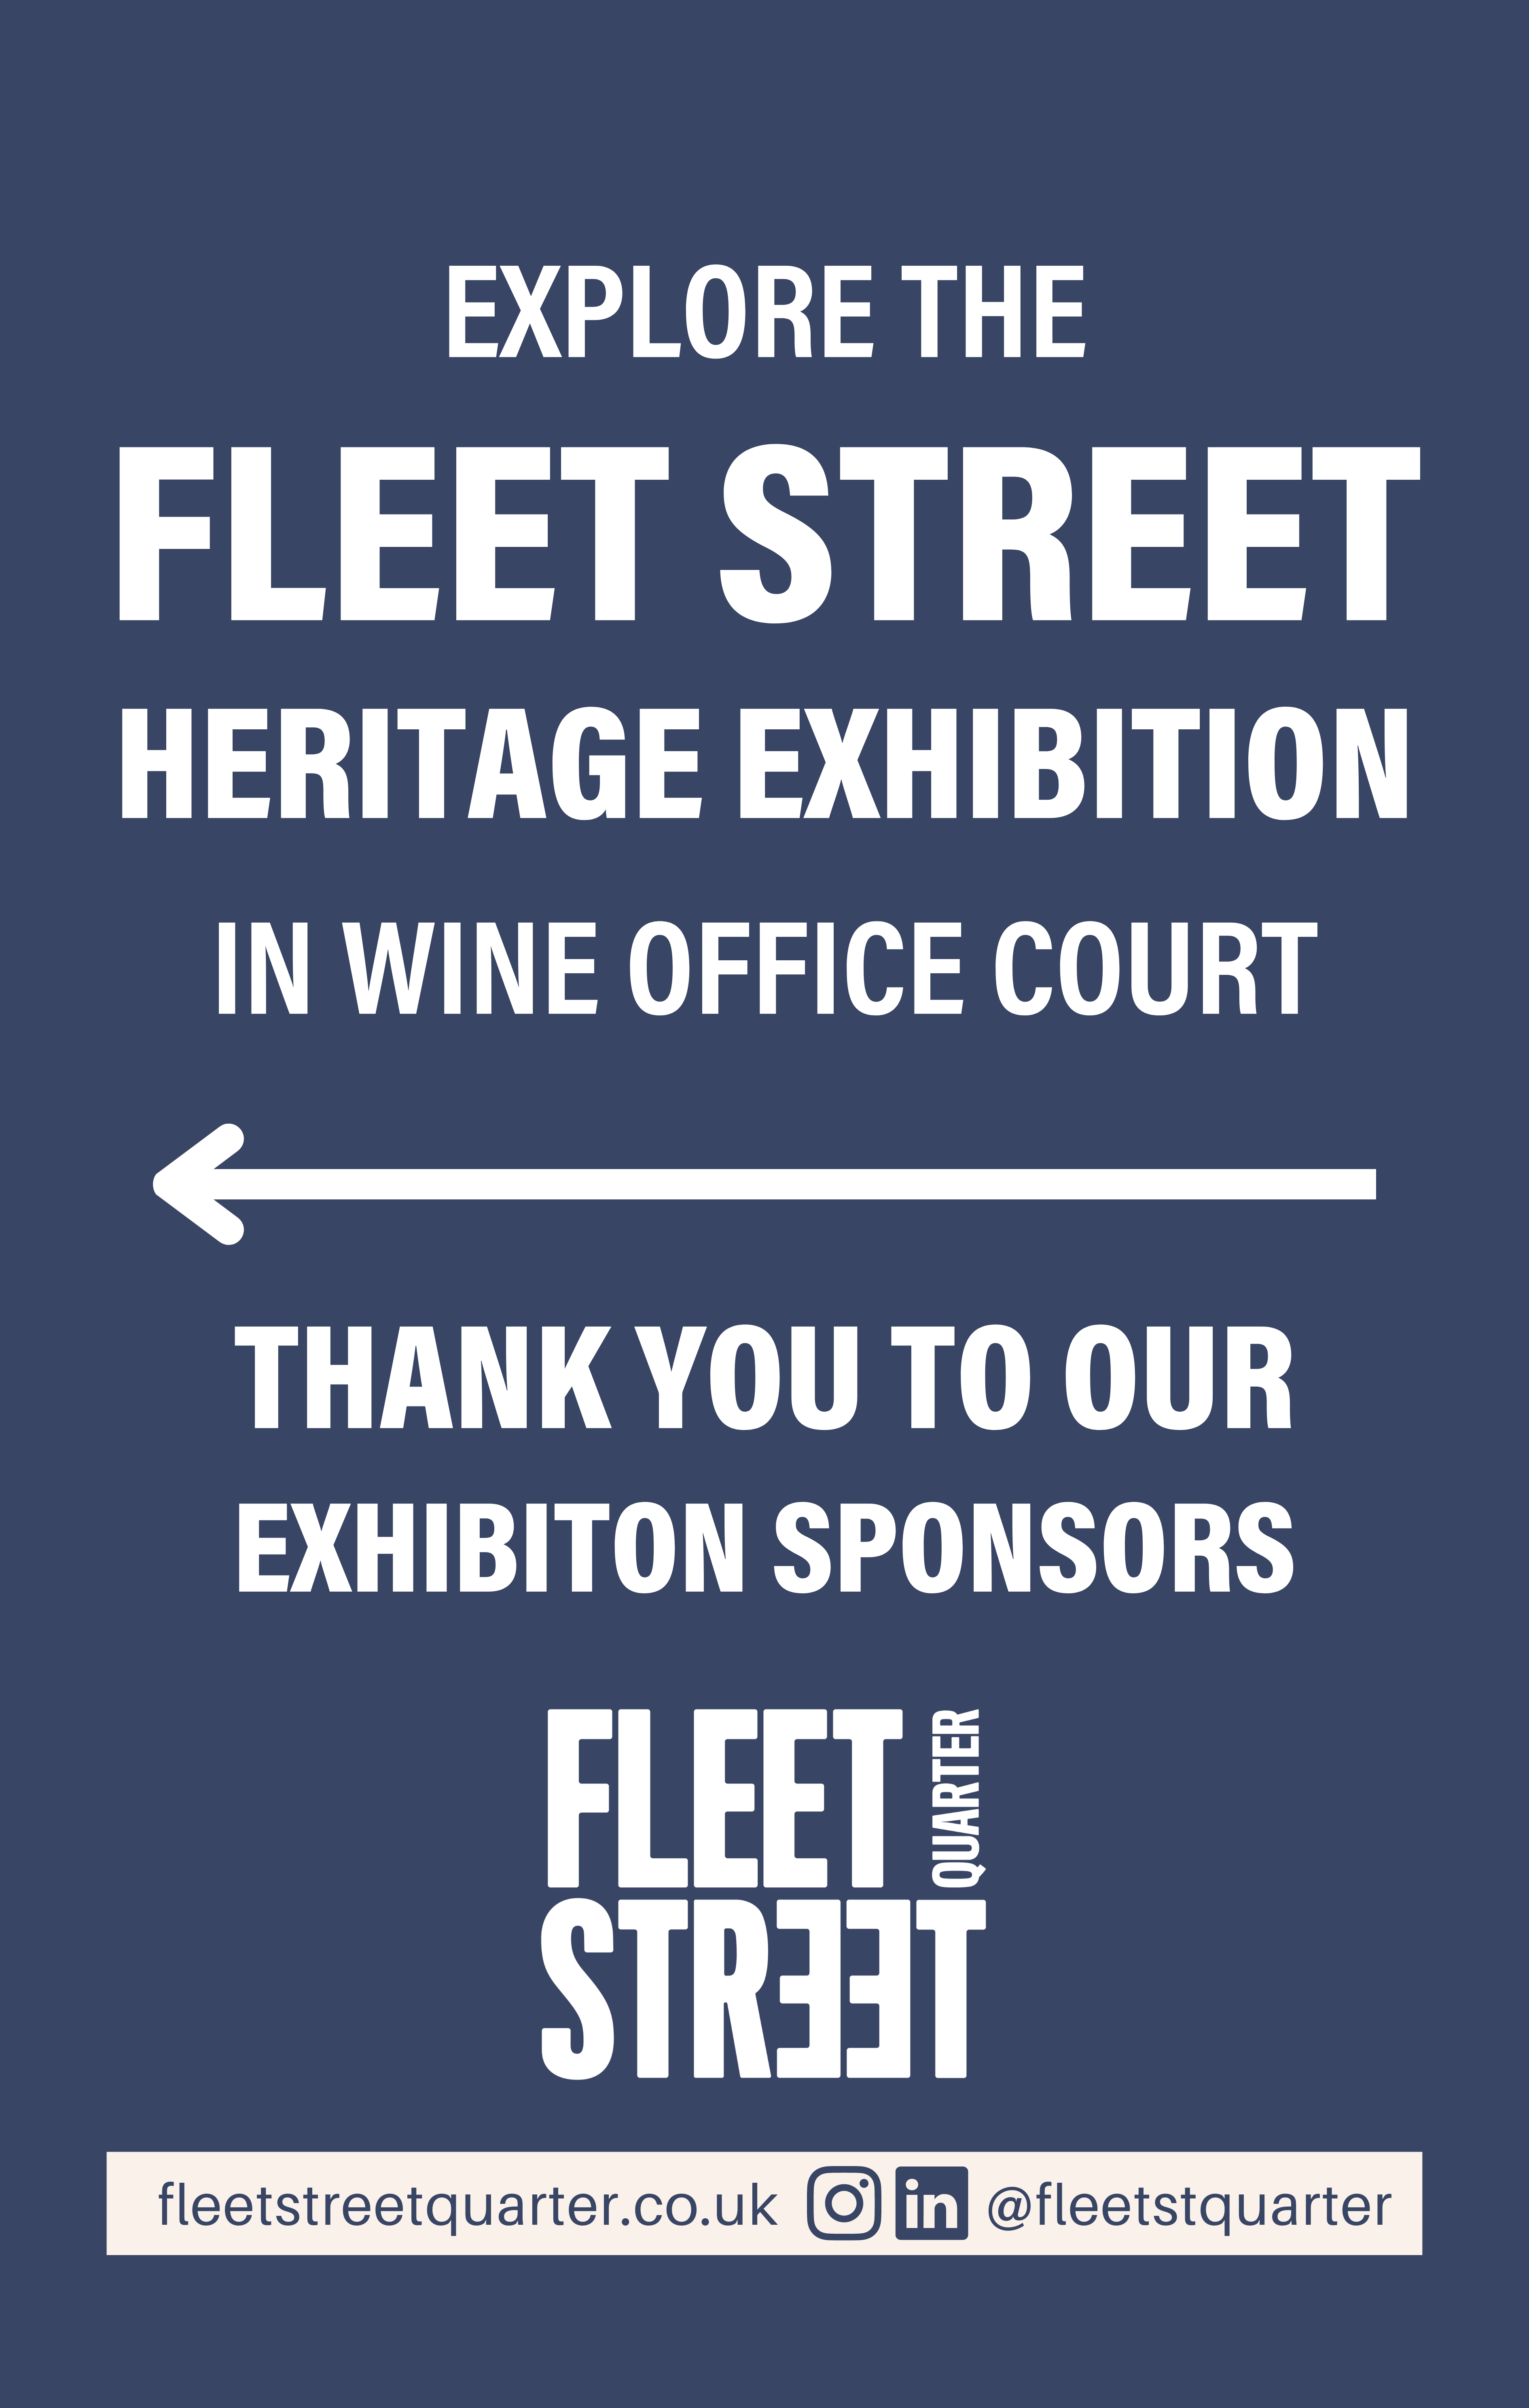 EXPLORE THE
FLEET STREET
HERITAGE EXHIBITION
IN WINE OFFICE COURT
THANK YOU TO OUR
EXHIBITON SPONSORS
FLEET
QUARTER
STREET
fleetstreetquarter.co.uk in @fleetstquarter